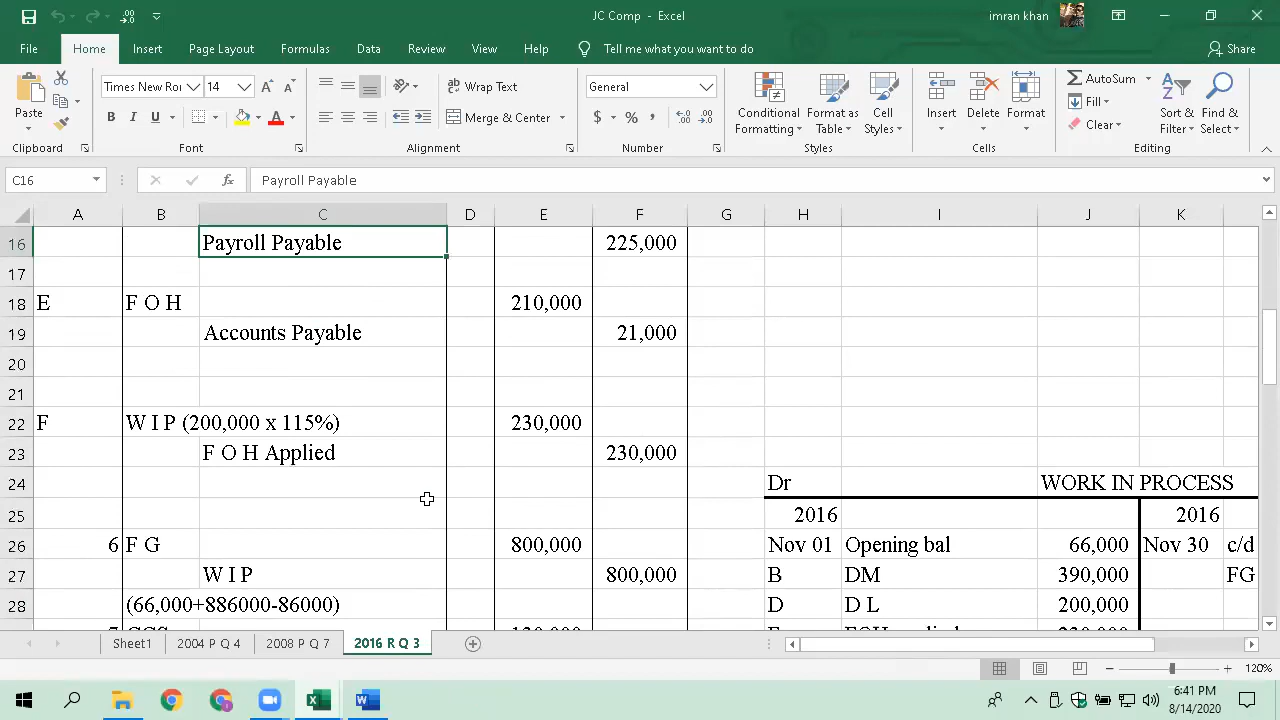 JC Comp - Excel
imran khan
File Home Insert Page Layout Formulas Data Review View Help Tell me what you want to do Share
Paste
Times New Roi 14
B I U
Wrap Text
Merge & Center
General
$ % ,
Conditional Formatting
Format as Table
Cell Styles
Insert Delete Format
AutoSum
Fill
Clear
Sort & Filter
Find & Select
Clipboard Font Alignment Number Styles Cells Editing
C16 fx Payroll Payable
A B C D E F G H I J K
16 Payroll Payable 225,000
17
18 E F O H 210,000
19 Accounts Payable 21,000
20
21
22 F W I P (200,000 x 115%) 230,000
23 F O H Applied 230,000
24 Dr WORK IN PROCESS
25 2016 2016
26 6 F G 800,000 Nov 01 Opening bal 66,000 Nov 30 c/d
27 W I P 800,000 B DM 390,000 FG
28 (66,000+886000-86000) D D L 200,000
Sheet1 2004 P Q 4 2008 P Q 7 2016 R Q 3
120%
6:41 PM
8/14/2020